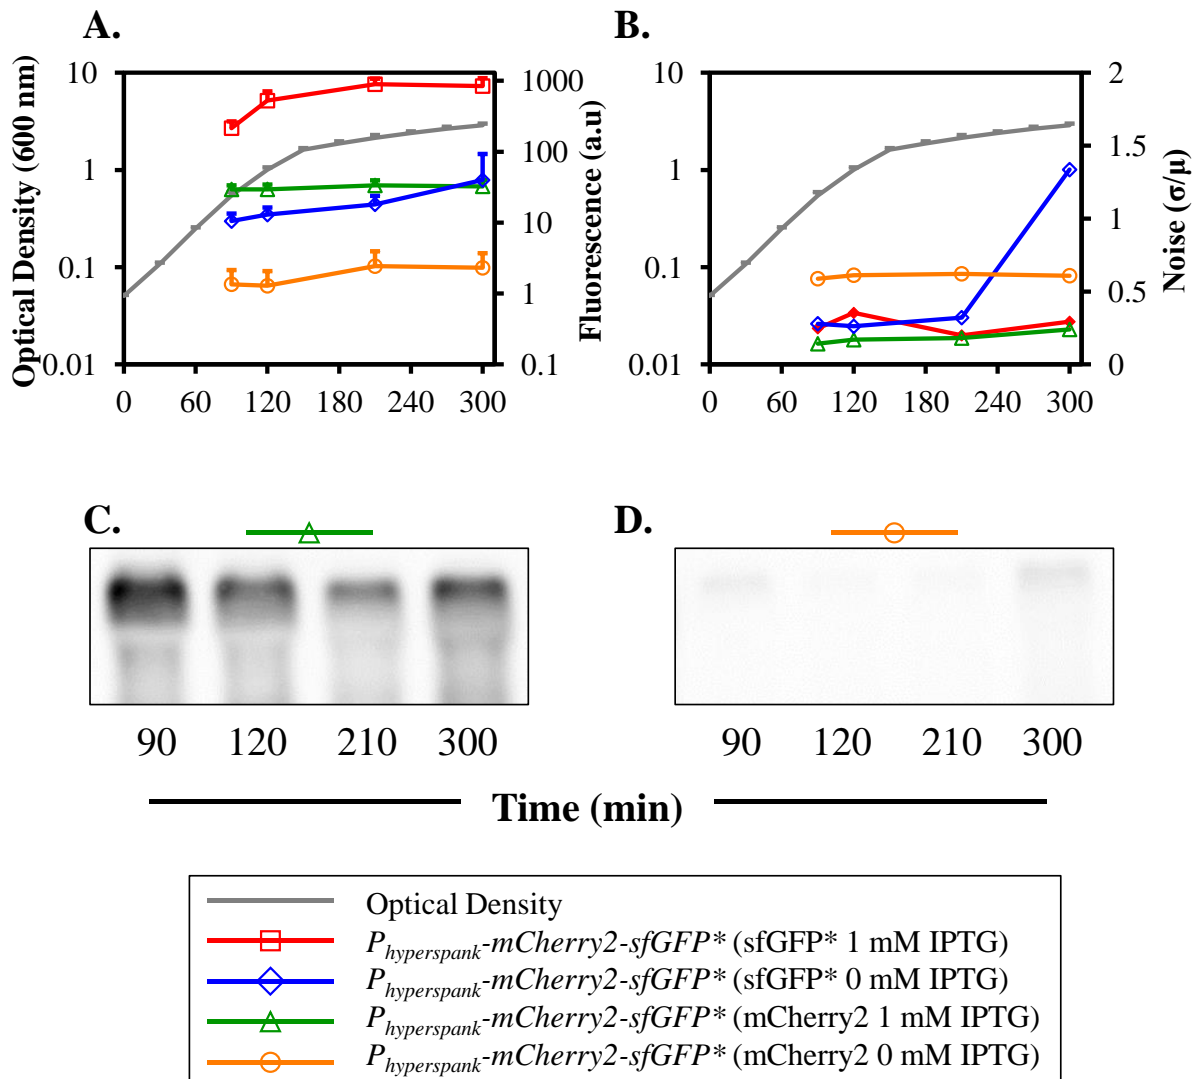 A.
B.
Optical Density (600 nm)
10
1
0.1
0.01
0 60 120 180 240 300
1000
100
10
1
0.1
Fluorescence (a.u)
10
1
0.1
0.01
0 60 120 180 240 300
2
1.5
1
0.5
0
Noise (σ/μ)
C.
D.
90 120 210 300
90 120 210 300
Time (min)
Optical Density
Phyperspank-mCherry2-sfGFP* (sfGFP* 1 mM IPTG)
Phyperspank-mCherry2-sfGFP* (sfGFP* 0 mM IPTG)
Phyperspank-mCherry2-sfGFP* (mCherry2 1 mM IPTG)
Phyperspank-mCherry2-sfGFP* (mCherry2 0 mM IPTG)